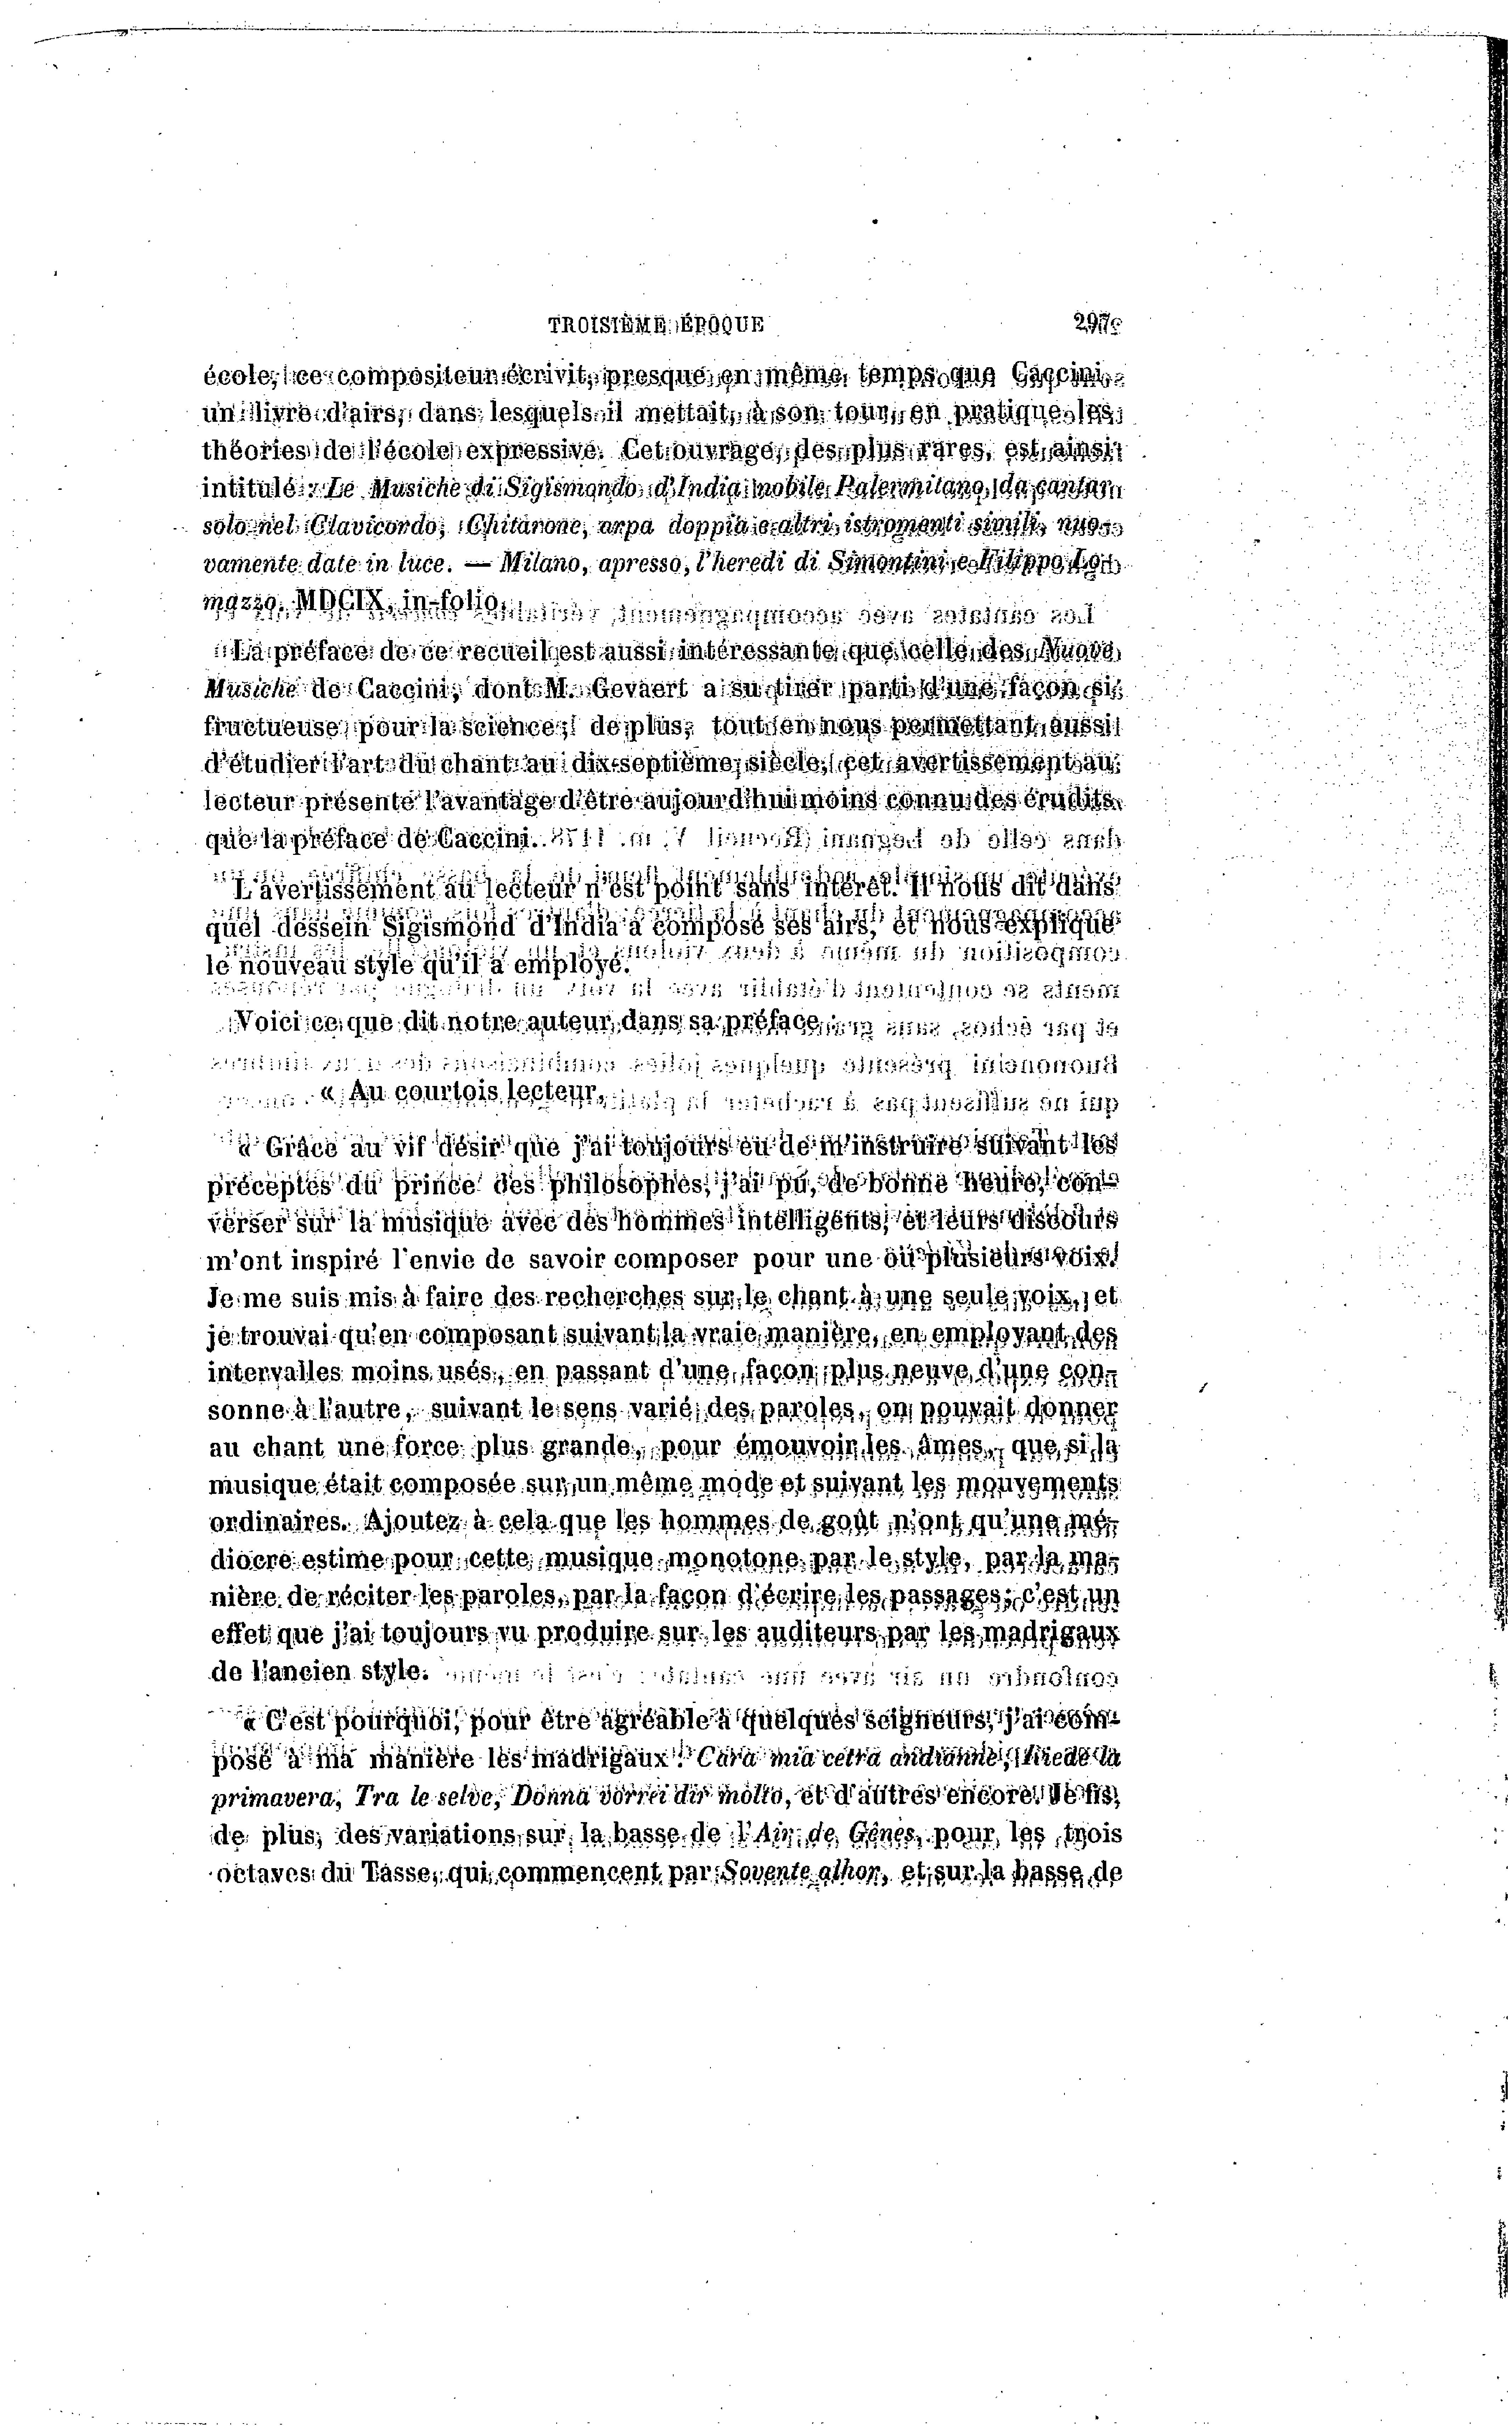 TROISIÈME ÉPOQUE 297
école, ce compositeur écrivit, presque en même temps que Caccini,
un livre d'airs, dans lesquels il mettait, à son tour, en pratique les
théories de l'école expressive. Cet ouvrage, des plus rares, est ainsi
intitulé : Le Musiche di Sigismondo d'India nobile Palermitano, da cantar
solo nel Clavicordo, Chitarone, arpa doppia e altri istromenti simili, nuo-
vamente date in luce. — Milano, apresso, l'heredi di Simontini e Filippo Lo-
mazzo. MDCIX, in-folio.
La préface de ce recueil est aussi intéressante que celle des Nuove
Musiche de Caccini, dont M. Gevaert a su tirer parti d'une façon si
fructueuse pour la science; de plus, tout en nous permettant aussi
d'étudier l'art du chant au dix-septième siècle, cet avertissement au
lecteur présente l'avantage d'être aujourd'hui moins connu des érudits
que la préface de Caccini.
L'avertissement au lecteur n'est point sans intérêt. Il nous dit dans
quel dessein Sigismond d'India a composé ses airs, et nous explique
le nouveau style qu'il a employé.
Voici ce que dit notre auteur dans sa préface
« Au courtois lecteur,
« Grâce au vif désir que j'ai toujours eu de m'instruire suivant les
préceptes du prince des philosophes, j'ai pu, de bonne heure, con-
verser sur la musique avec des hommes intelligents, et leurs discours
m'ont inspiré l'envie de savoir composer pour une ou plusieurs voix.
Je me suis mis à faire des recherches sur le chant à une seule voix, et
je trouvai qu'en composant suivant la vraie manière, en employant des
intervalles moins usés, en passant d'une façon plus neuve d'une con-
sonne à l'autre, suivant le sens varié des paroles, on pouvait donner
au chant une force plus grande, pour émouvoir les âmes, que si la
musique était composée sur un même mode et suivant les mouvements
ordinaires. Ajoutez à cela que les hommes de goût n'ont qu'une mé-
diocre estime pour cette musique monotone par le style, par la ma-
nière de réciter les paroles, par la façon d'écrire les passages; c'est un
effet que j'ai toujours vu produire sur les auditeurs par les madrigaux
de l'ancien style.
« C'est pourquoi, pour être agréable à quelques seigneurs, j'ai com-
posé à ma manière les madrigaux : Cara mia cetra andianne, Riede la
primavera, Tra le selve, Donna vorrei dir molto, et d'autres encore. Je fis,
de plus, des variations sur la basse de l'Air de Gênes, pour les trois
octaves du Tasse, qui commencent par Sovente alhor, et sur la basse de